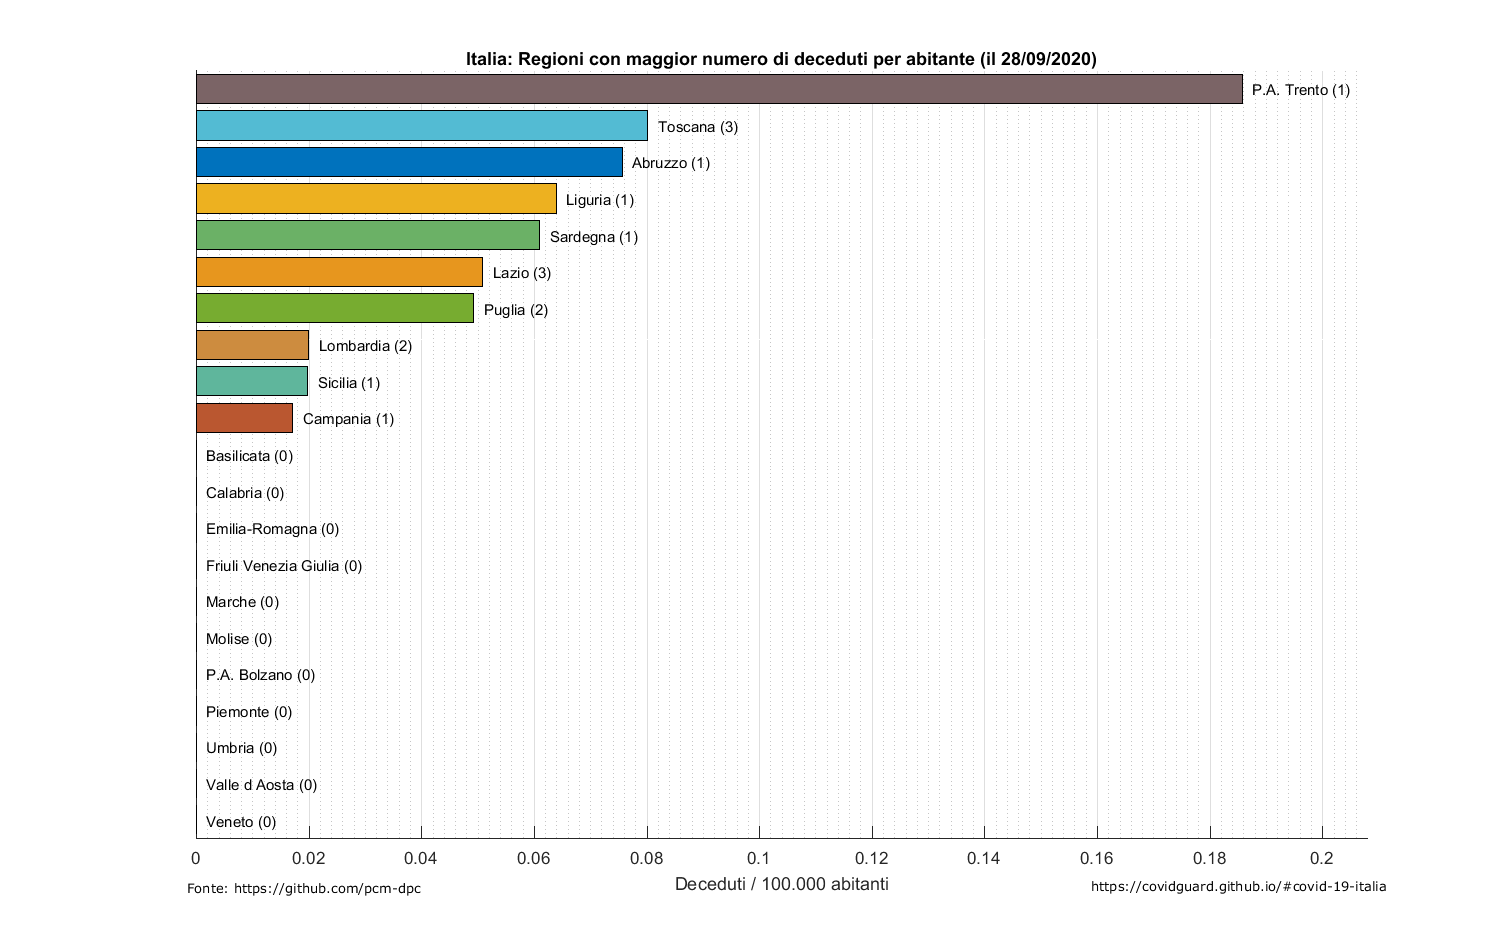 Italia: Regioni con maggior numero di deceduti per abitante (il 28/09/2020)
P.A. Trento (1)
Toscana (3)
Abruzzo (1)
Liguria (1)
Sardegna (1)
Lazio (3)
Puglia (2)
Lombardia (2)
Sicilia (1)
Campania (1)
Basilicata (0)
Calabria (0)
Emilia-Romagna (0)
Friuli Venezia Giulia (0)
Marche (0)
Molise (0)
P.A. Bolzano (0)
Piemonte (0)
Umbria (0)
Valle d Aosta (0)
Veneto (0)
0 0.02 0.04 0.06 0.08 0.1 0.12 0.14 0.16 0.18 0.2
Deceduti / 100.000 abitanti
Fonte: https://github.com/pcm-dpc
https://covidguard.github.io/#covid-19-italia